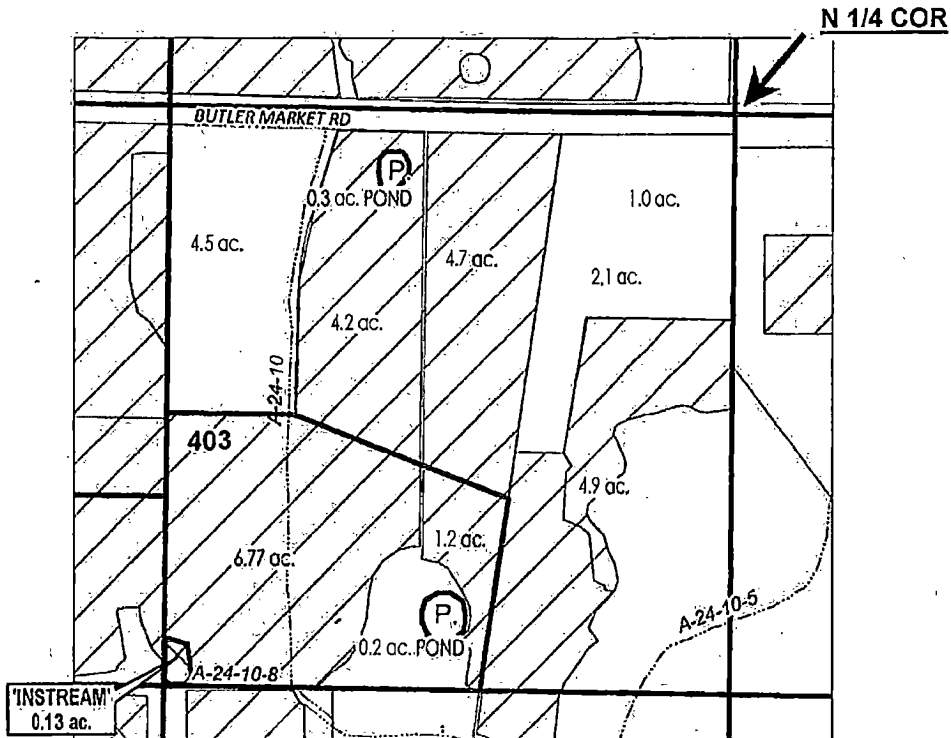 N 1/4 COR
BUTLER MARKET RD
P
0.3 ac. POND
1.0 ac.
4.5 ac.
4.7 ac.
2.1 ac.
4.2 ac.
A-24-10
403
4.9 ac.
1.2 ac.
6.77 ac.
P
A-24-10-5
0.2 ac. POND
A-24-10-8
'INSTREAM'
0.13 ac.